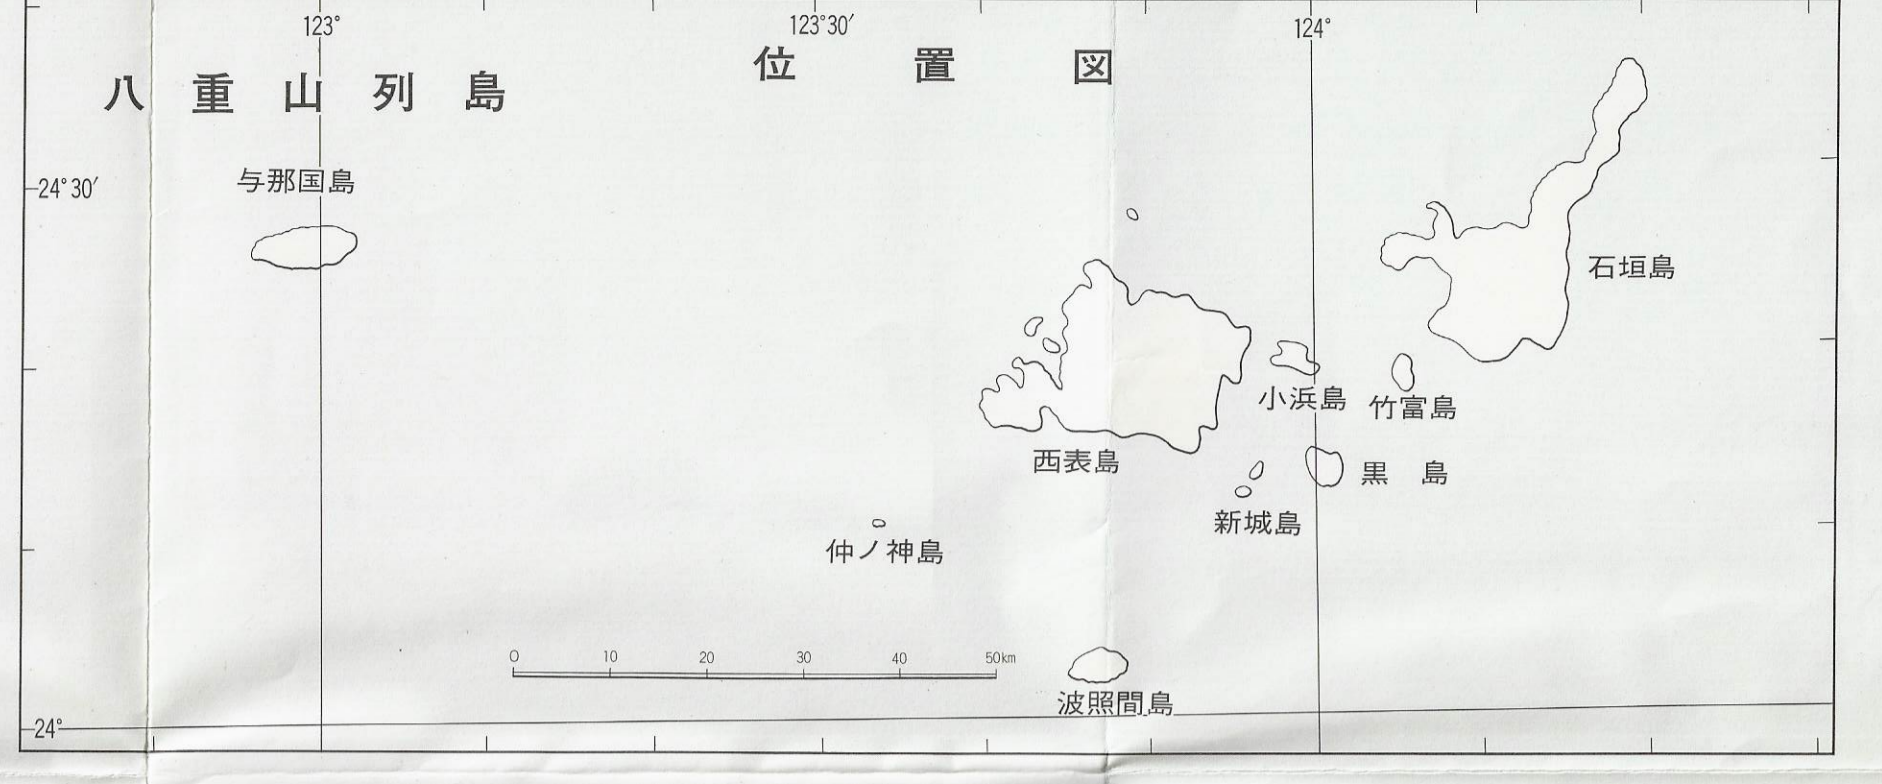 123°
123°30′
124°
位置図
八重山列島
与那国島
24°30′
石垣島
小浜島
竹富島
西表島
黒島
新城島
仲ノ神島
0 10 20 30 40 50km
波照間島
24°